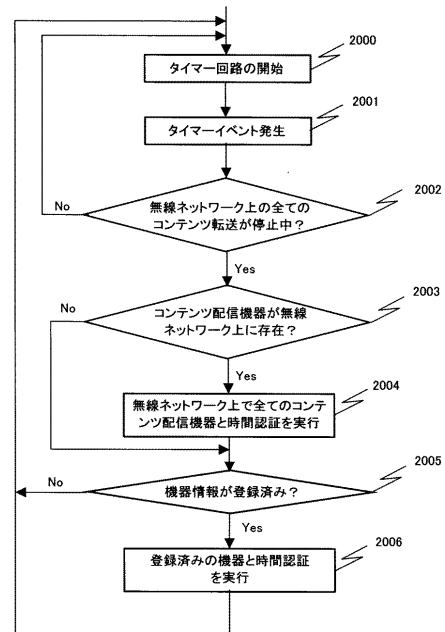 2000
タイマー回路の開始
2001
タイマーイベント発生
2002
無線ネットワーク上の全ての
コンテンツ転送が停止中？
No
Yes
2003
コンテンツ配信機器が無線
ネットワーク上に存在？
No
Yes
2004
無線ネットワーク上で全てのコンテ
ンツ配信機器と時間認証を実行
2005
機器情報が登録済み？
No
Yes
2006
登録済みの機器と時間認証
を実行